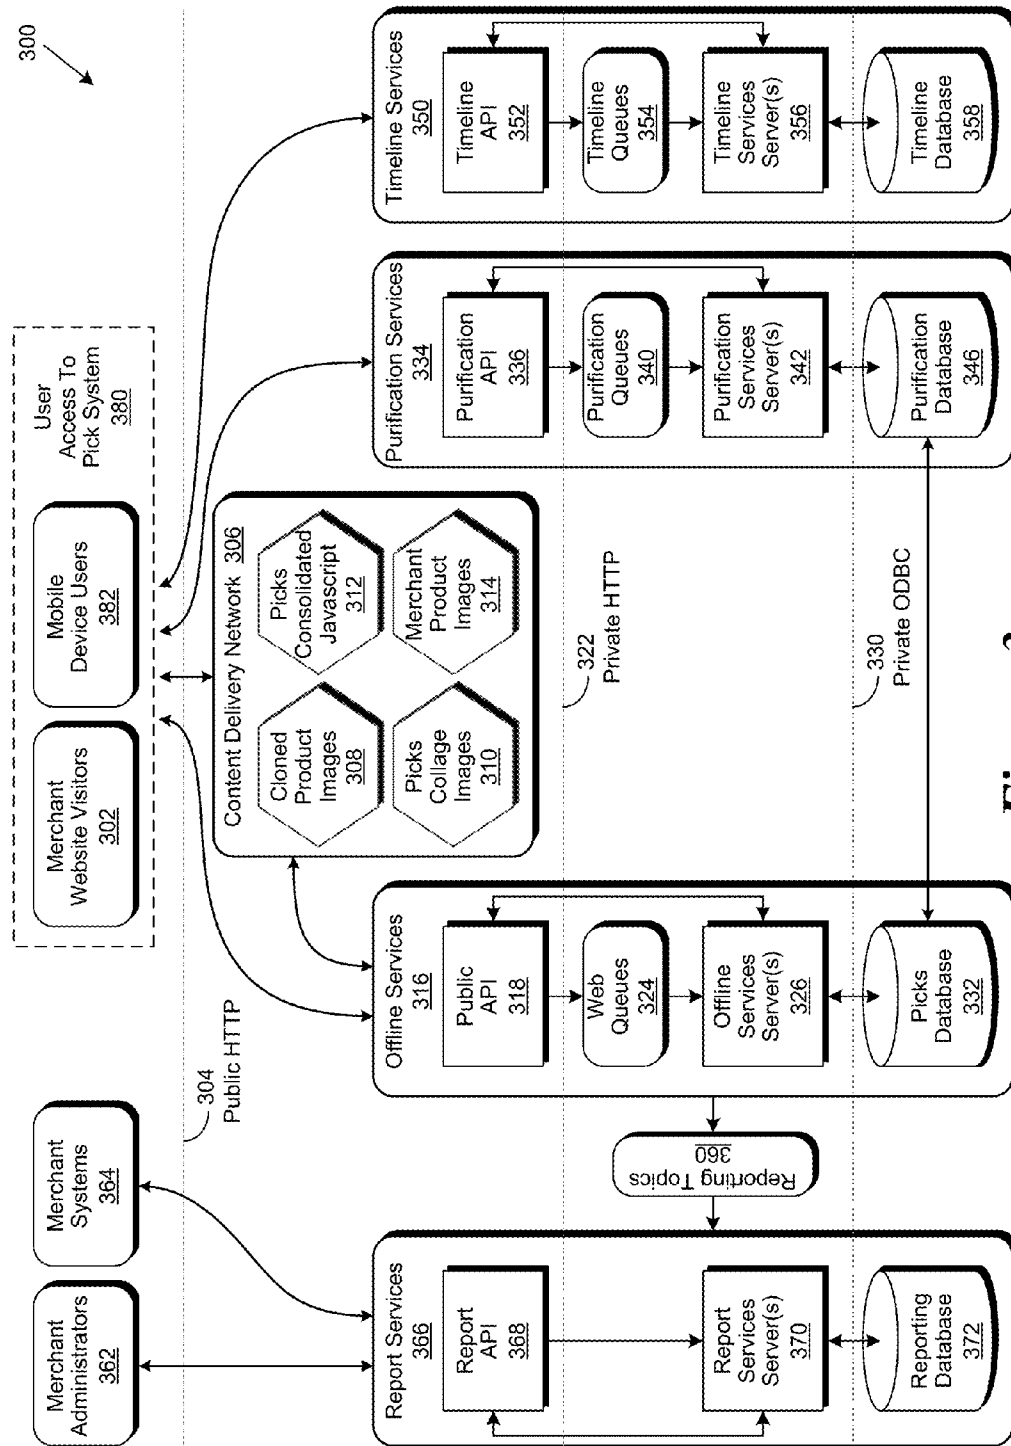 300
Merchant
Administrators
362
Merchant
Systems
364
Merchant
Website Visitors
302
Mobile
Device Users
382
User
Access To
Pick System
380
304
Public HTTP
Content Delivery Network 306
Cloned
Product
Images
308
Picks
Consolidated
Javascript
312
Picks
Collage
Images
310
Merchant
Product
Images
314
Report Services
366
Report
API
368
Report
Services
Server(s)
370
Reporting
Database
372
Reporting Topics
360
Offline Services
316
Public
API
318
Web
Queues
324
Offline
Services
Server(s)
326
Picks
Database
332
322
Private HTTP
330
Private ODBC
Purification Services
334
Purification
API
336
Purification
Queues
340
Purification
Services
Server(s)
342
Purification
Database
346
Timeline Services
350
Timeline
API
352
Timeline
Queues
354
Timeline
Services
Server(s)
356
Timeline
Database
358